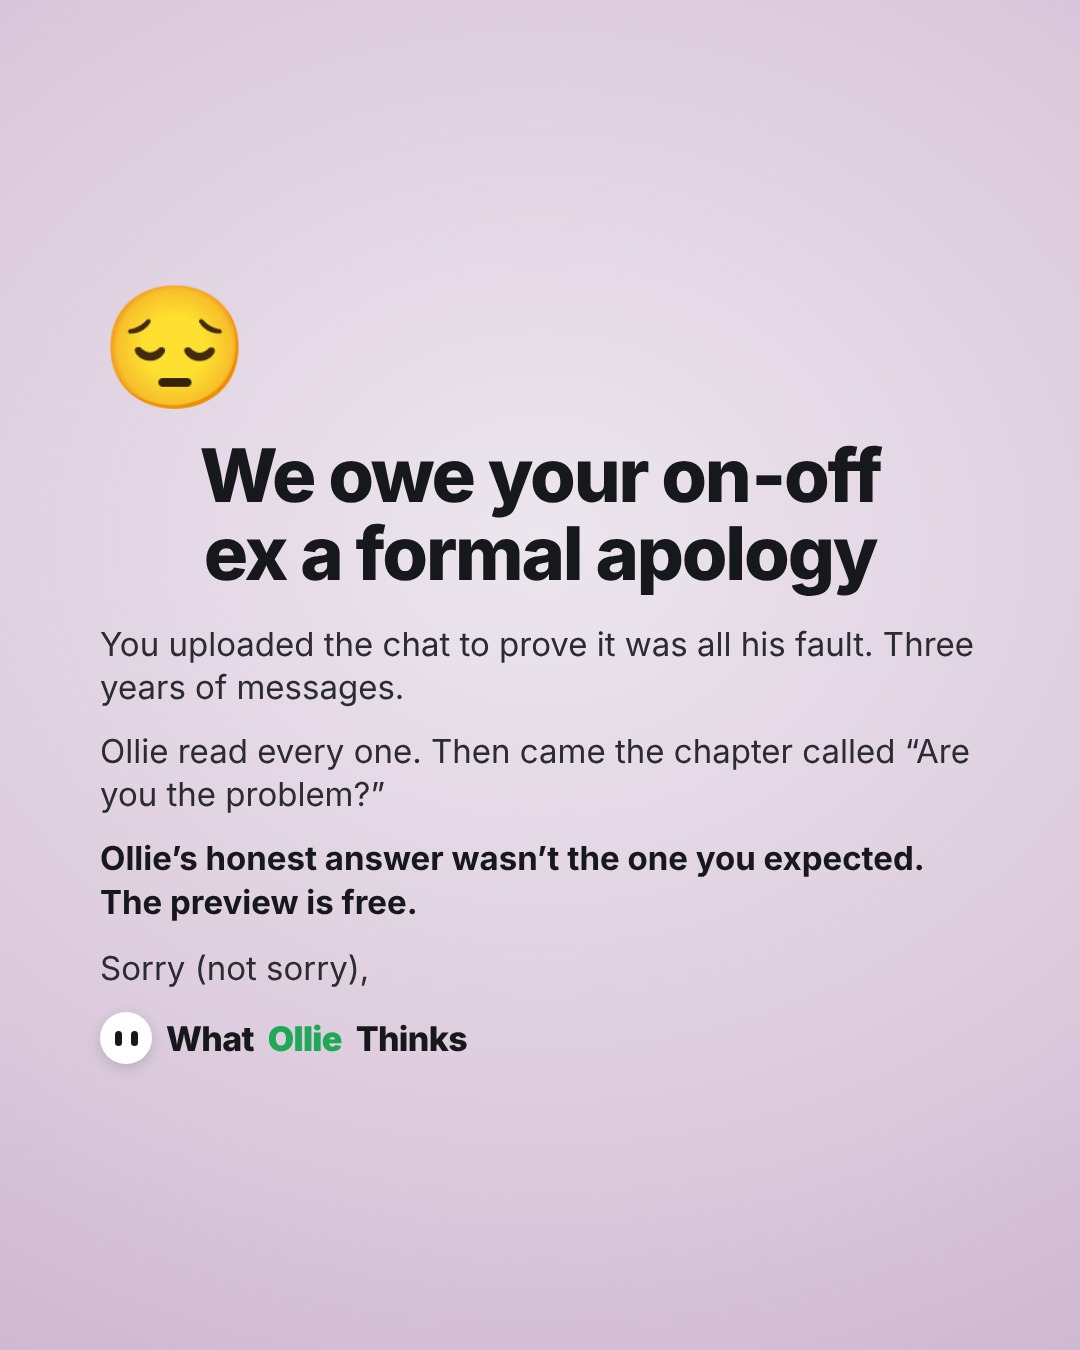 We owe your on-off
ex a formal apology
You uploaded the chat to prove it was all his fault. Three
years of messages.
Ollie read every one. Then came the chapter called “Are
you the problem?”
Ollie’s honest answer wasn’t the one you expected.
The preview is free.
Sorry (not sorry),
What Ollie Thinks